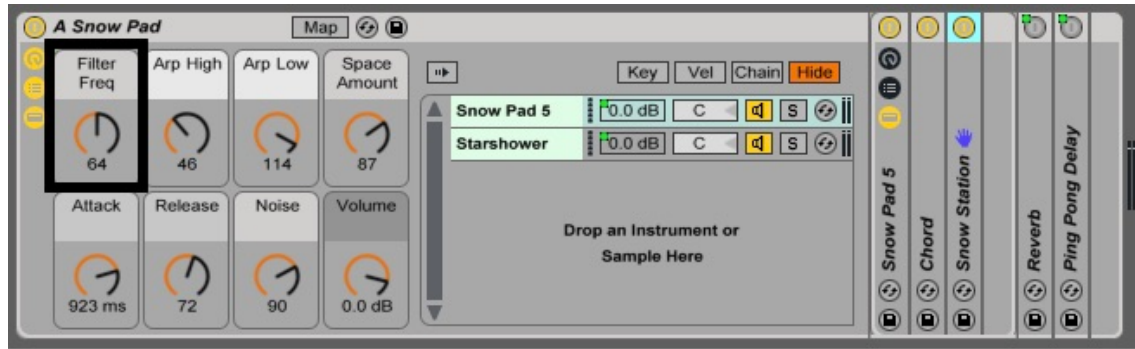 A Snow Pad
Map
Filter
Freq
64
Arp High
46
Arp Low
114
Space
Amount
87
Attack
923 ms
Release
72
Noise
90
Volume
0.0 dB
Key Vel Chain Hide
Snow Pad 5 0.0 dB C S
Starshower 0.0 dB C S
Drop an Instrument or
Sample Here
Snow Pad 5
Chord
Snow Station
Reverb
Ping Pong Delay